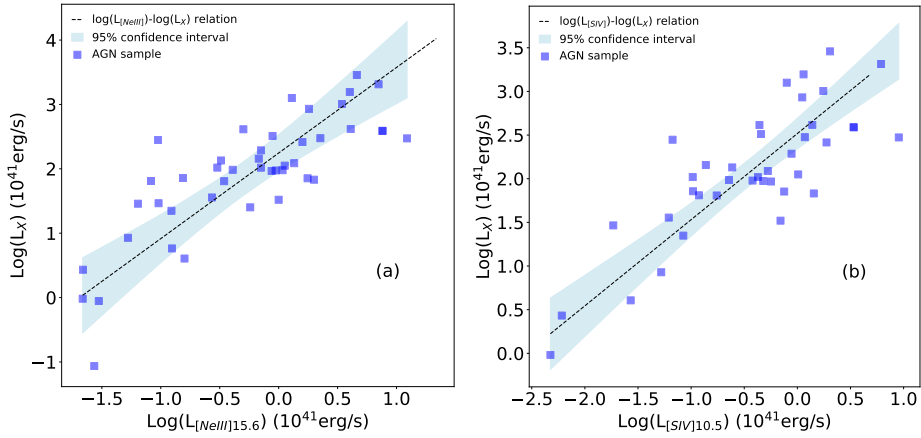 log(L[NeIII])-log(LX) relation
95% confidence interval
AGN sample
4
3
2
1
0
−1
Log(LX) (10^41erg/s)
(a)
−1.5 −1.0 −0.5 0.0 0.5 1.0
Log(L[NeIII]15.6) (10^41erg/s)
log(L[SIV])-log(LX) relation
95% confidence interval
AGN sample
3.5
3.0
2.5
2.0
1.5
1.0
0.5
0.0
Log(LX) (10^41erg/s)
(b)
−2.5 −2.0 −1.5 −1.0 −0.5 0.0 0.5 1.0
Log(L[SIV]10.5) (10^41erg/s)